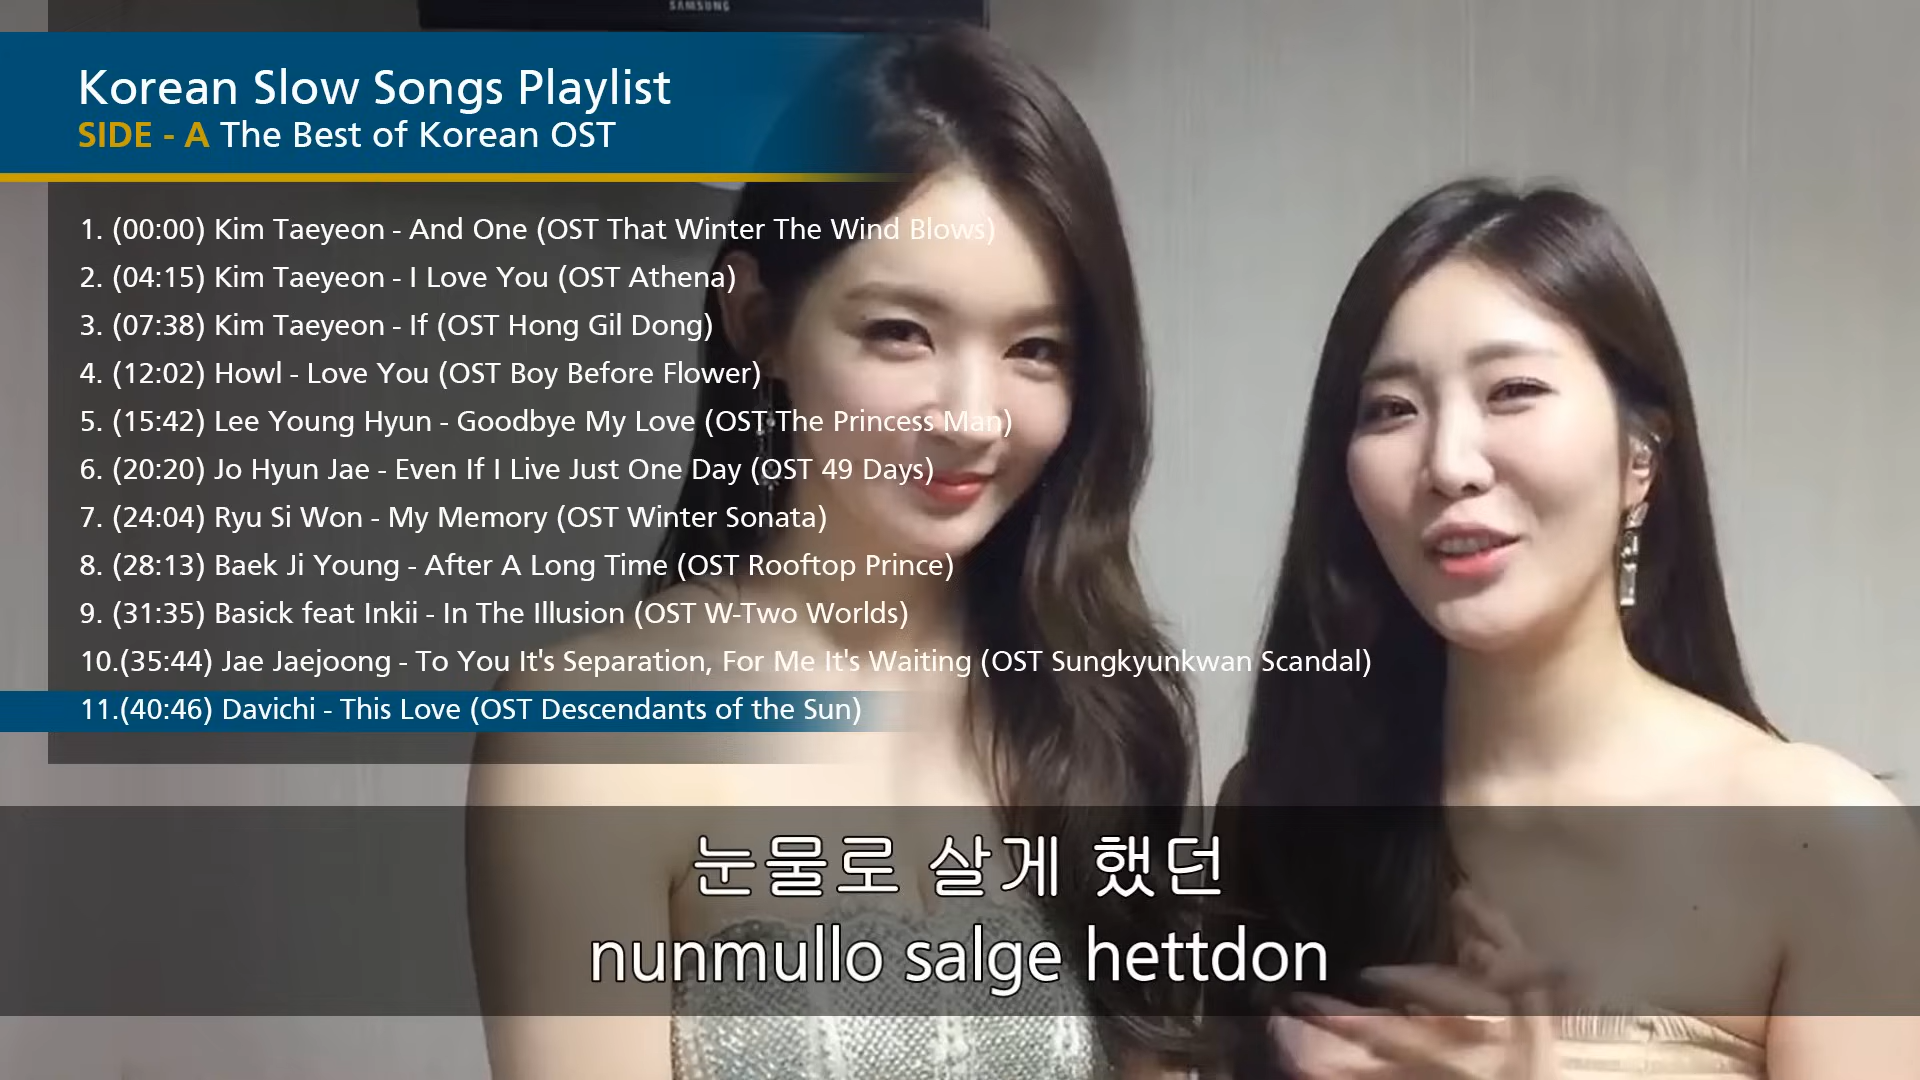 SAMSUNG
Korean Slow Songs Playlist
SIDE - A The Best of Korean OST
1. (00:00) Kim Taeyeon - And One (OST That Winter The Wind Blows)
2. (04:15) Kim Taeyeon - I Love You (OST Athena)
3. (07:38) Kim Taeyeon - If (OST Hong Gil Dong)
4. (12:02) Howl - Love You (OST Boy Before Flower)
5. (15:42) Lee Young Hyun - Goodbye My Love (OST The Princess Man)
6. (20:20) Jo Hyun Jae - Even If I Live Just One Day (OST 49 Days)
7. (24:04) Ryu Si Won - My Memory (OST Winter Sonata)
8. (28:13) Baek Ji Young - After A Long Time (OST Rooftop Prince)
9. (31:35) Basick feat Inkii - In The Illusion (OST W-Two Worlds)
10.(35:44) Jae Jaejoong - To You It's Separation, For Me It's Waiting (OST Sungkyunkwan Scandal)
11.(40:46) Davichi - This Love (OST Descendants of the Sun)
눈물로 살게 했던
nunmullo salge hettdon